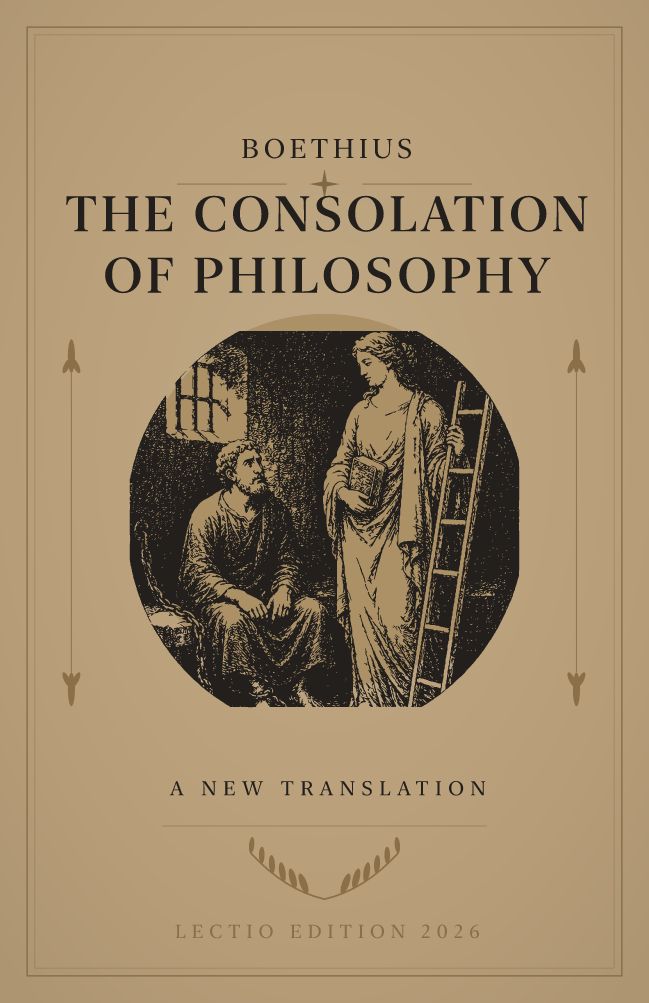 BOETHIUS
THE CONSOLATION
OF PHILOSOPHY
A NEW TRANSLATION
LECTIO EDITION 2026